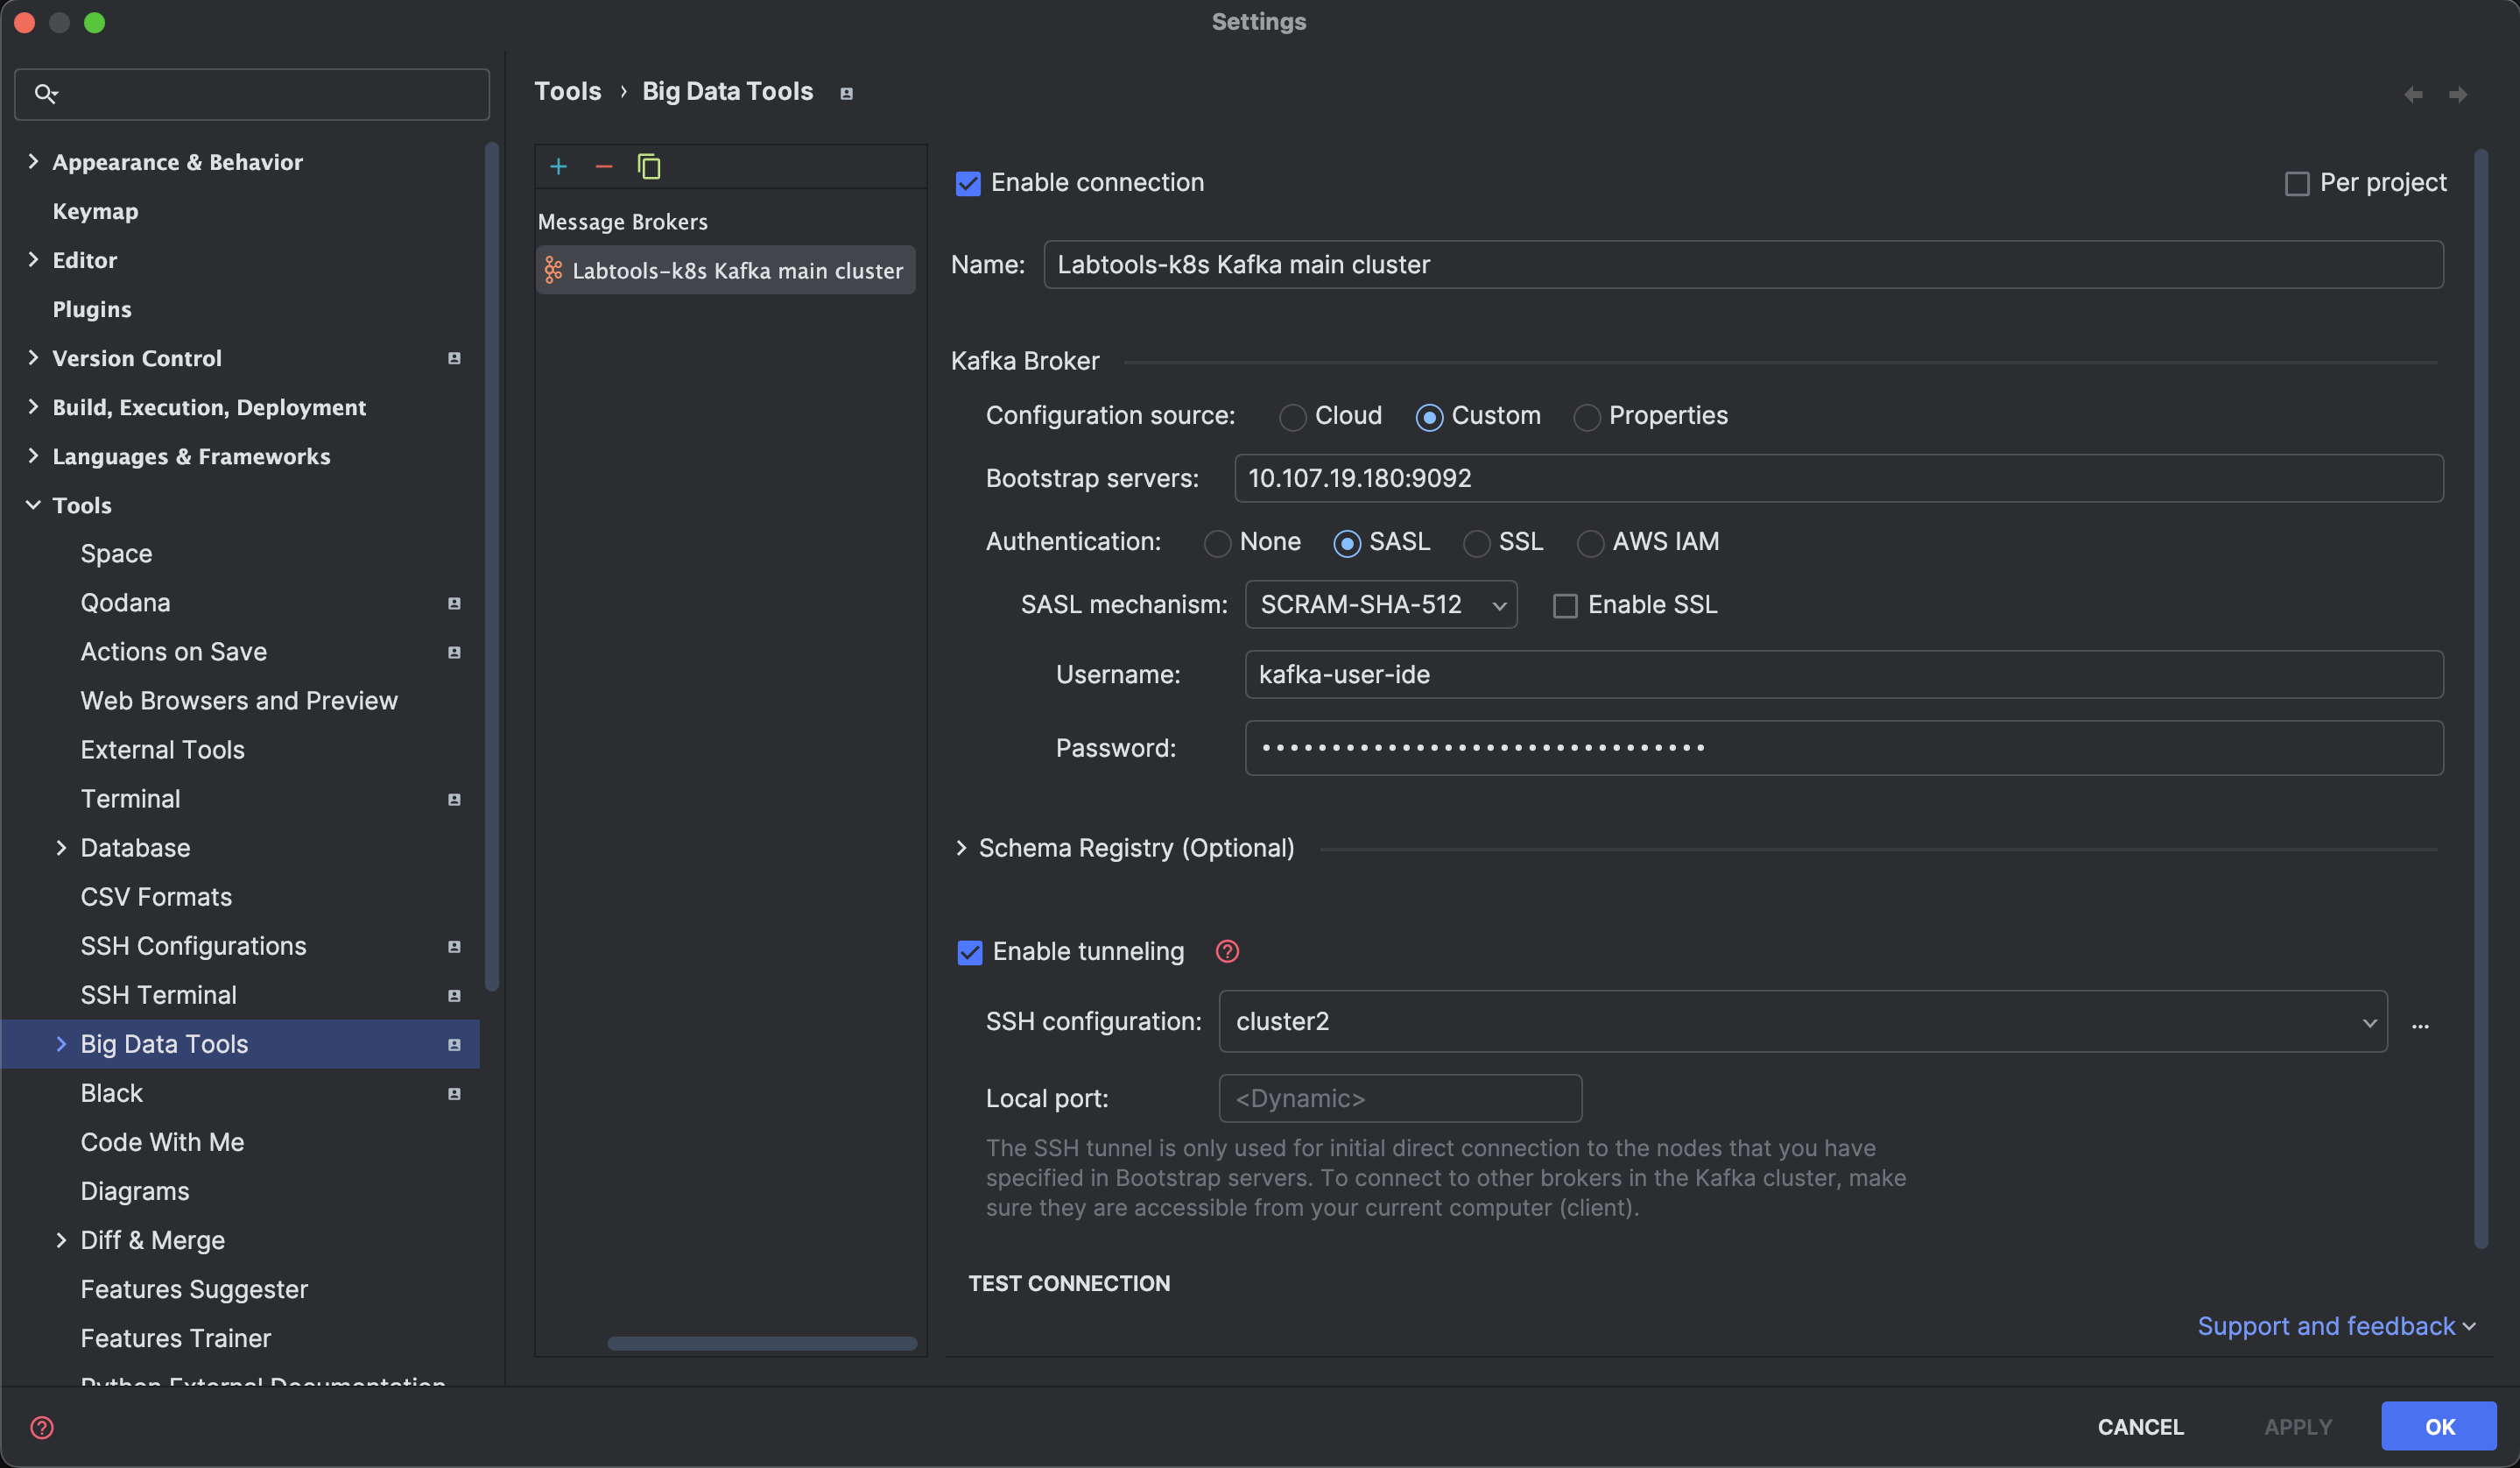 Settings
Appearance & Behavior
Keymap
Editor
Plugins
Version Control
Build, Execution, Deployment
Languages & Frameworks
Tools
Space
Qodana
Actions on Save
Web Browsers and Preview
External Tools
Terminal
Database
CSV Formats
SSH Configurations
SSH Terminal
Big Data Tools
Black
Code With Me
Diagrams
Diff & Merge
Features Suggester
Features Trainer
Python External Documentation
Tools › Big Data Tools
Message Brokers
Labtools-k8s Kafka main cluster
Enable connection
Per project
Name: Labtools-k8s Kafka main cluster
Kafka Broker
Configuration source: Cloud Custom Properties
Bootstrap servers: 10.107.19.180:9092
Authentication: None SASL SSL AWS IAM
SASL mechanism: SCRAM-SHA-512 Enable SSL
Username: kafka-user-ide
Password: ••••••••••••••••••••••••••••••••
Schema Registry (Optional)
Enable tunneling ?
SSH configuration: cluster2 ...
Local port: <Dynamic>
The SSH tunnel is only used for initial direct connection to the nodes that you have
specified in Bootstrap servers. To connect to other brokers in the Kafka cluster, make
sure they are accessible from your current computer (client).
TEST CONNECTION
Support and feedback
? CANCEL APPLY OK